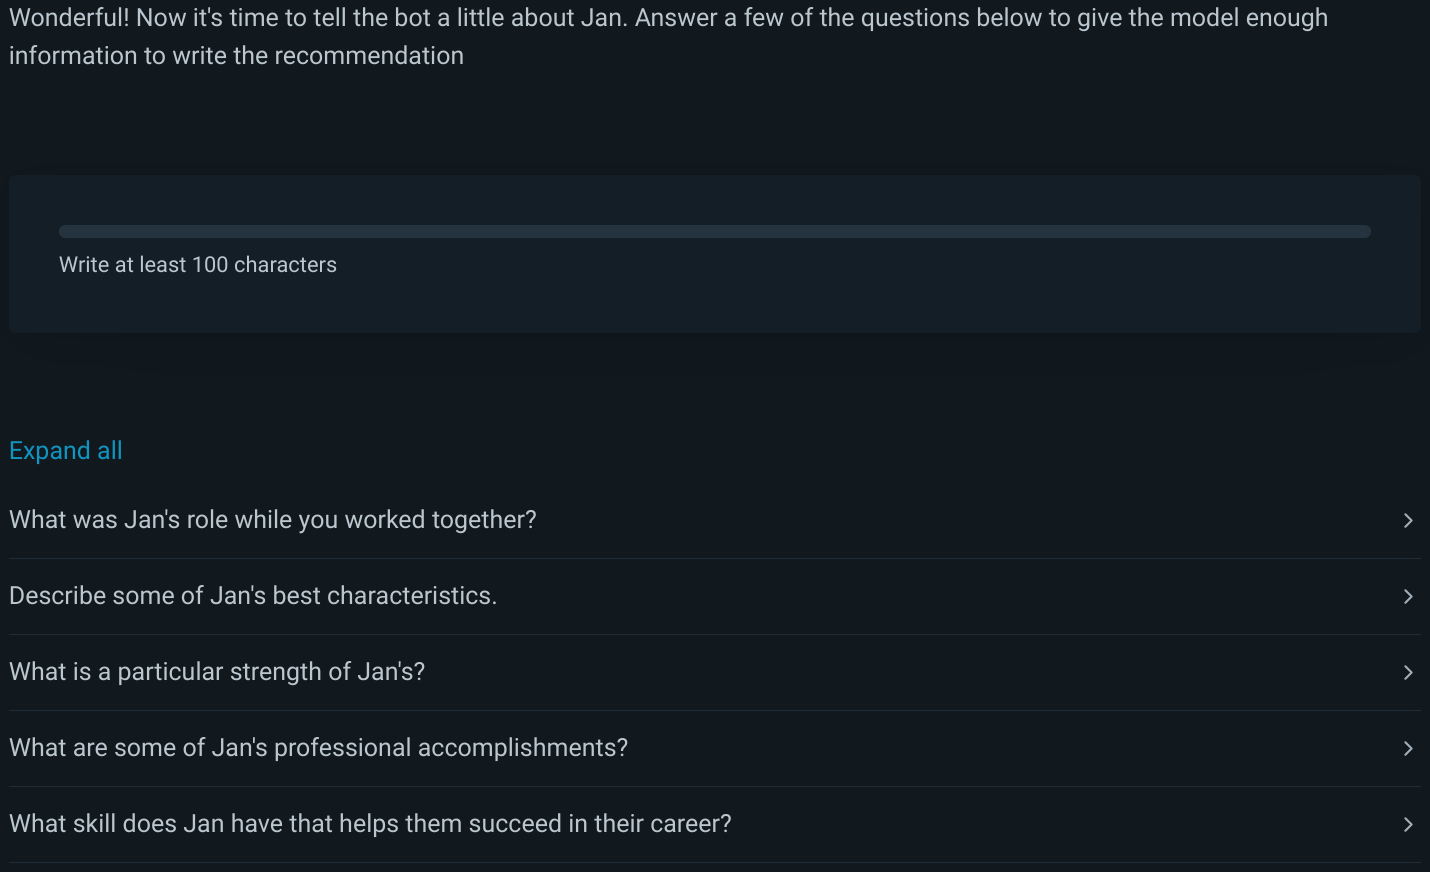 Wonderful! Now it's time to tell the bot a little about Jan. Answer a few of the questions below to give the model enough
information to write the recommendation
Write at least 100 characters
Expand all
What was Jan's role while you worked together?
Describe some of Jan's best characteristics.
What is a particular strength of Jan's?
What are some of Jan's professional accomplishments?
What skill does Jan have that helps them succeed in their career?